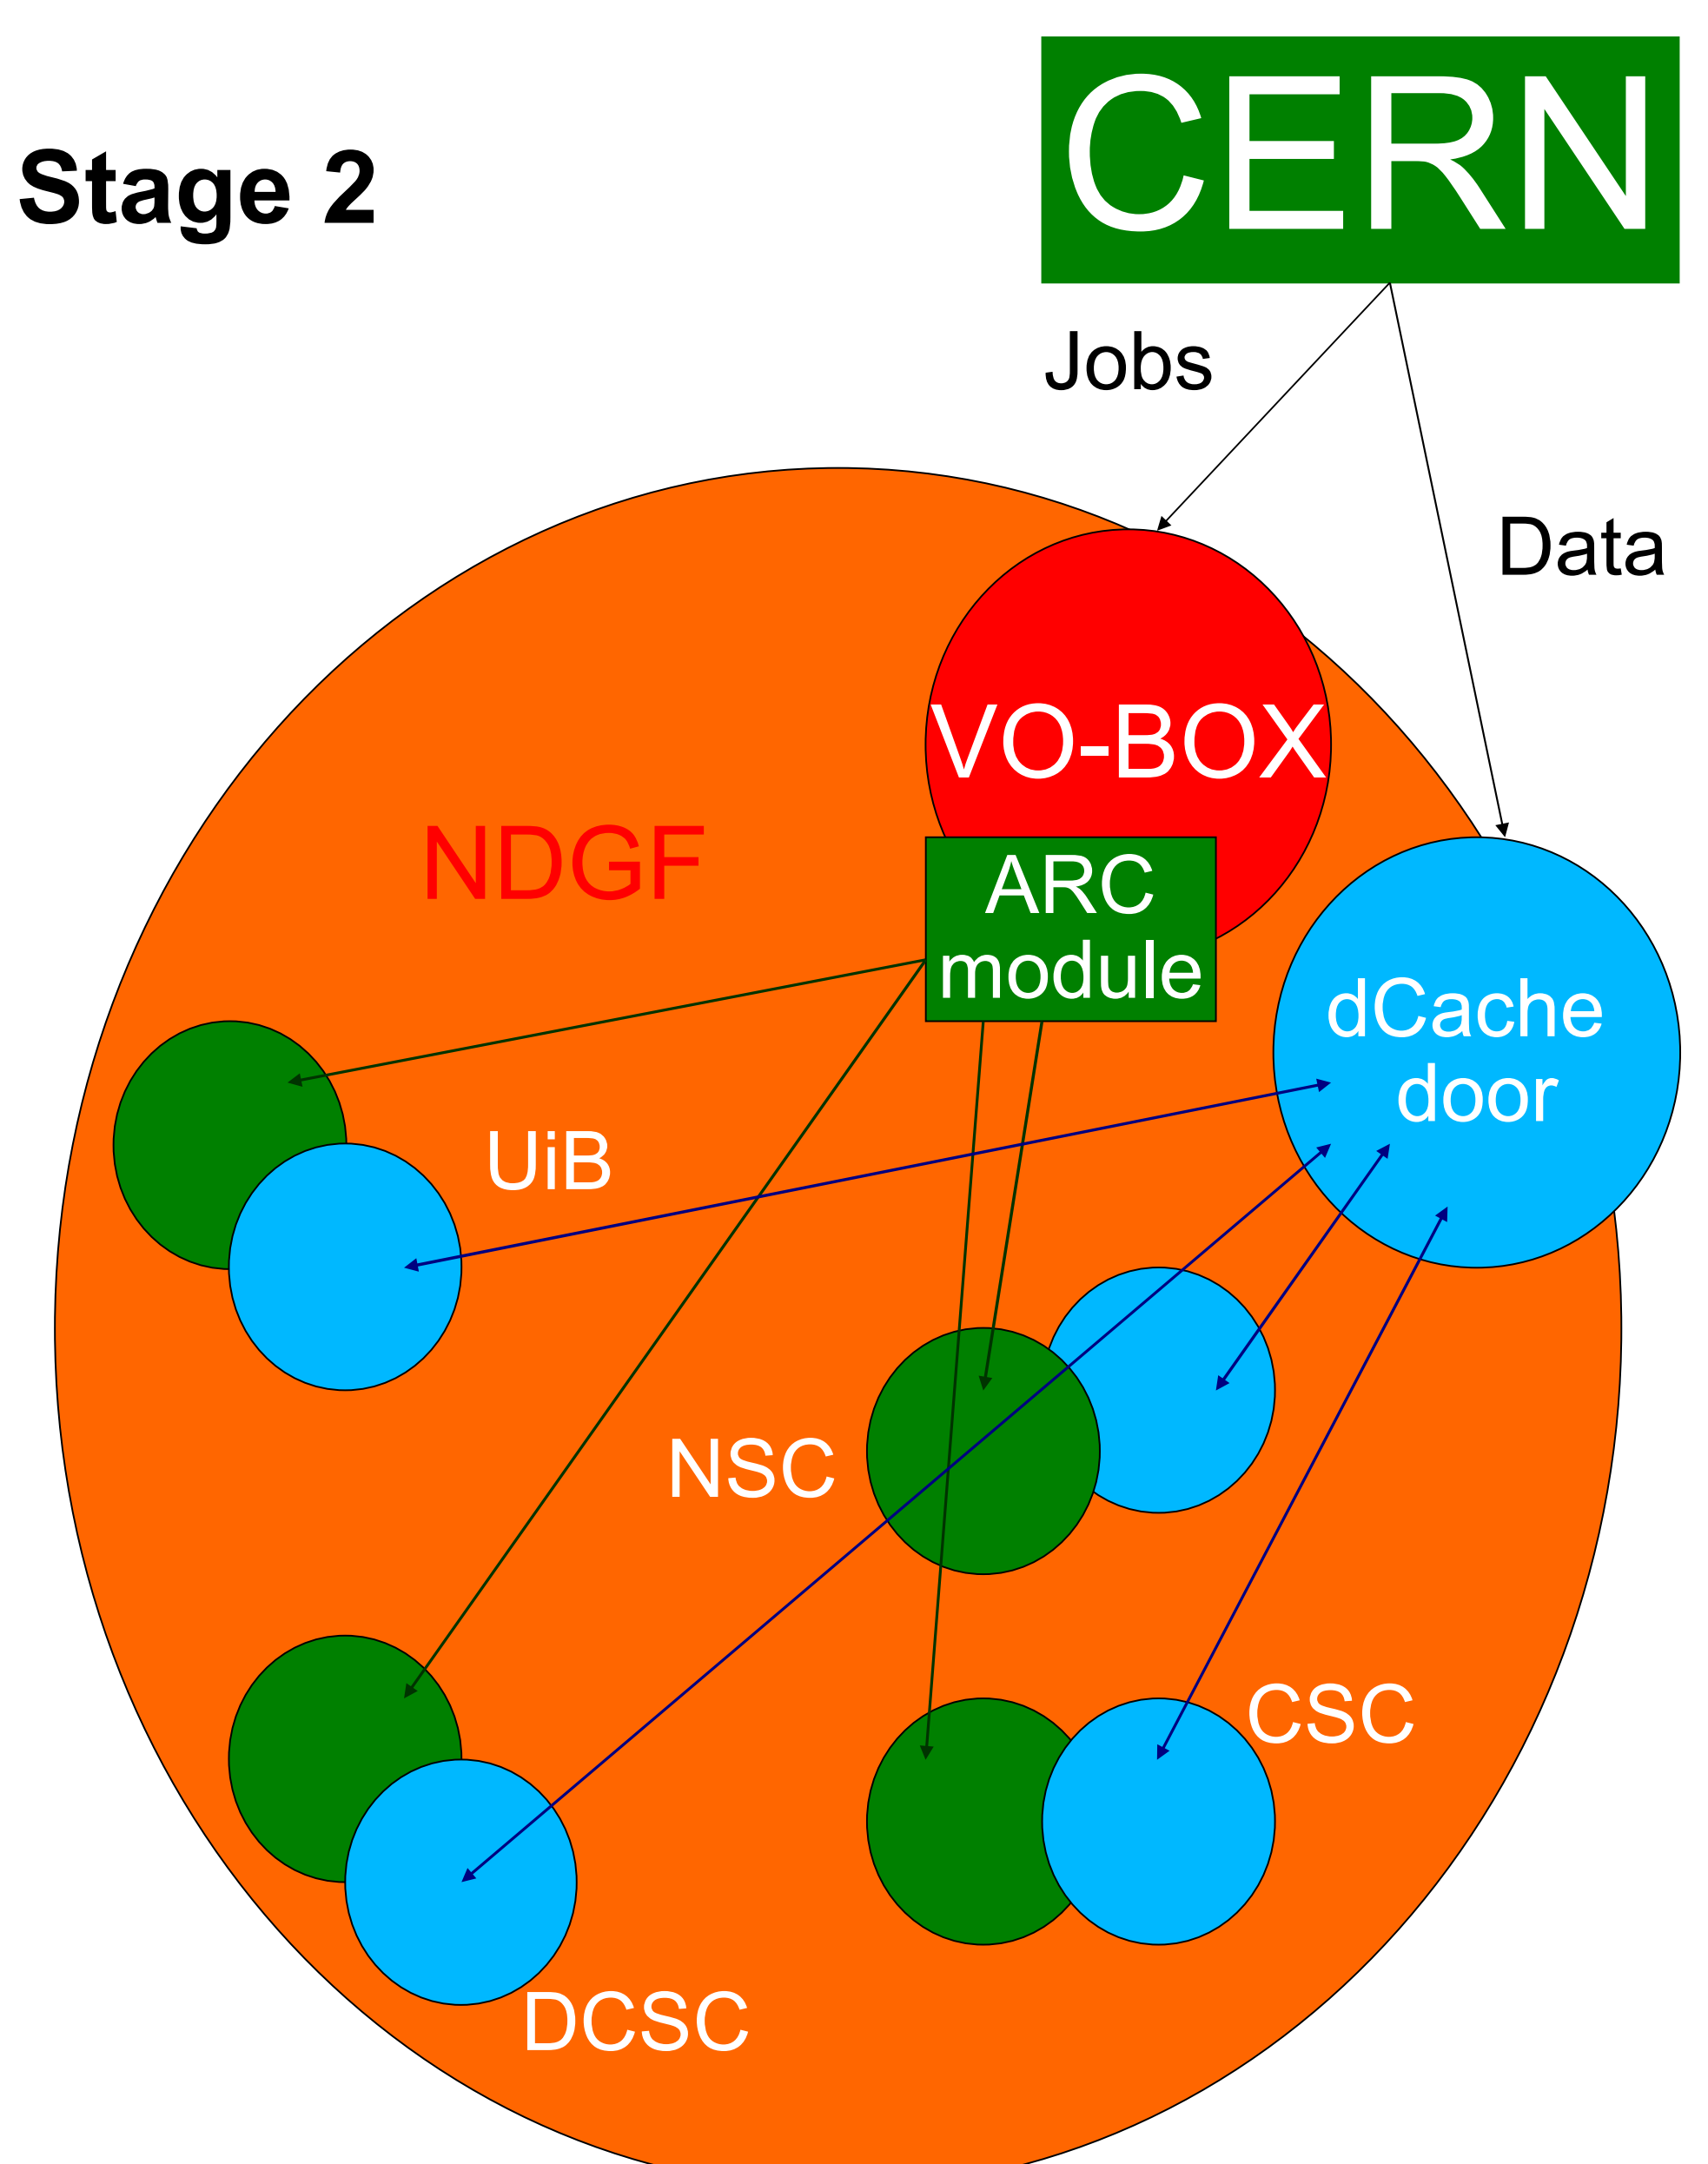 CERN
Stage 2
Jobs
Data
VO-BOX
NDGF
ARC
module
dCache
door
UiB
NSC
CSC
DCSC